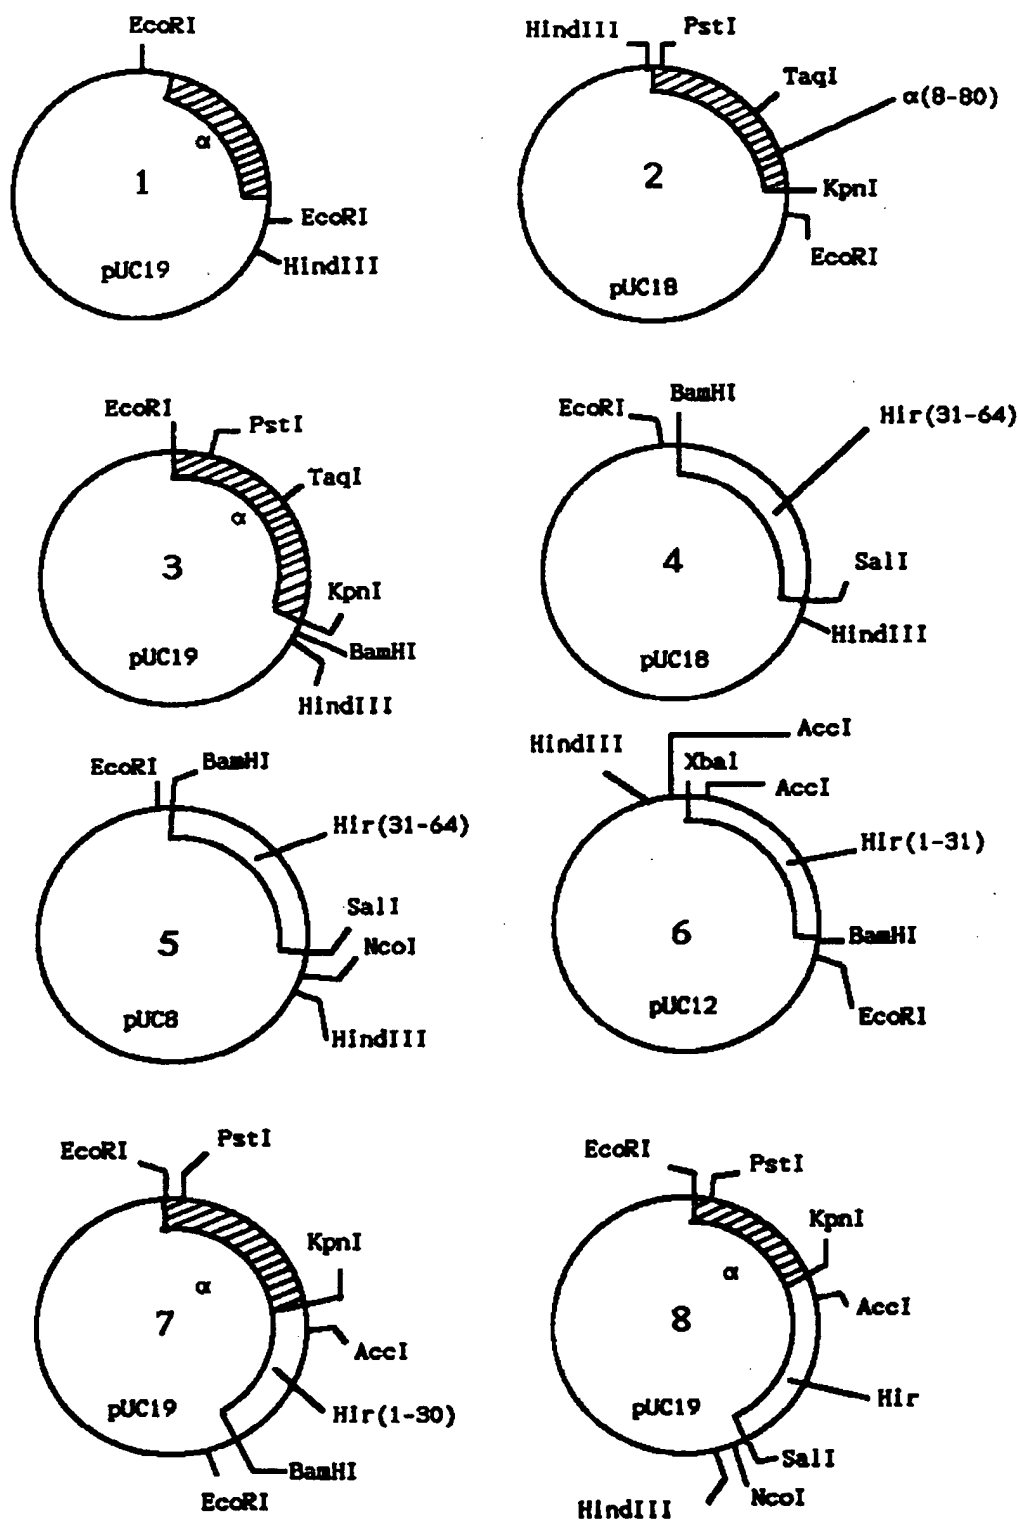 EcoRI
α
1
EcoRI
HindIII
pUC19
HindIII
PstI
TaqI
α(8-80)
2
KpnI
EcoRI
pUC18
EcoRI
PstI
TaqI
α
3
KpnI
BamHI
pUC19
HindIII
BamHI
EcoRI
Hir(31-64)
4
SalI
HindIII
pUC18
EcoRI
BamHI
Hir(31-64)
SalI
5
NcoI
pUC8
HindIII
AccI
HindIII
XbaI
AccI
Hir(1-31)
6
BamHI
pUC12
EcoRI
PstI
EcoRI
KpnI
α
7
AccI
pUC19
Hir(1-30)
BamHI
EcoRI
EcoRI
PstI
KpnI
α
AccI
8
Hir
pUC19
SalI
NcoI
HindIII